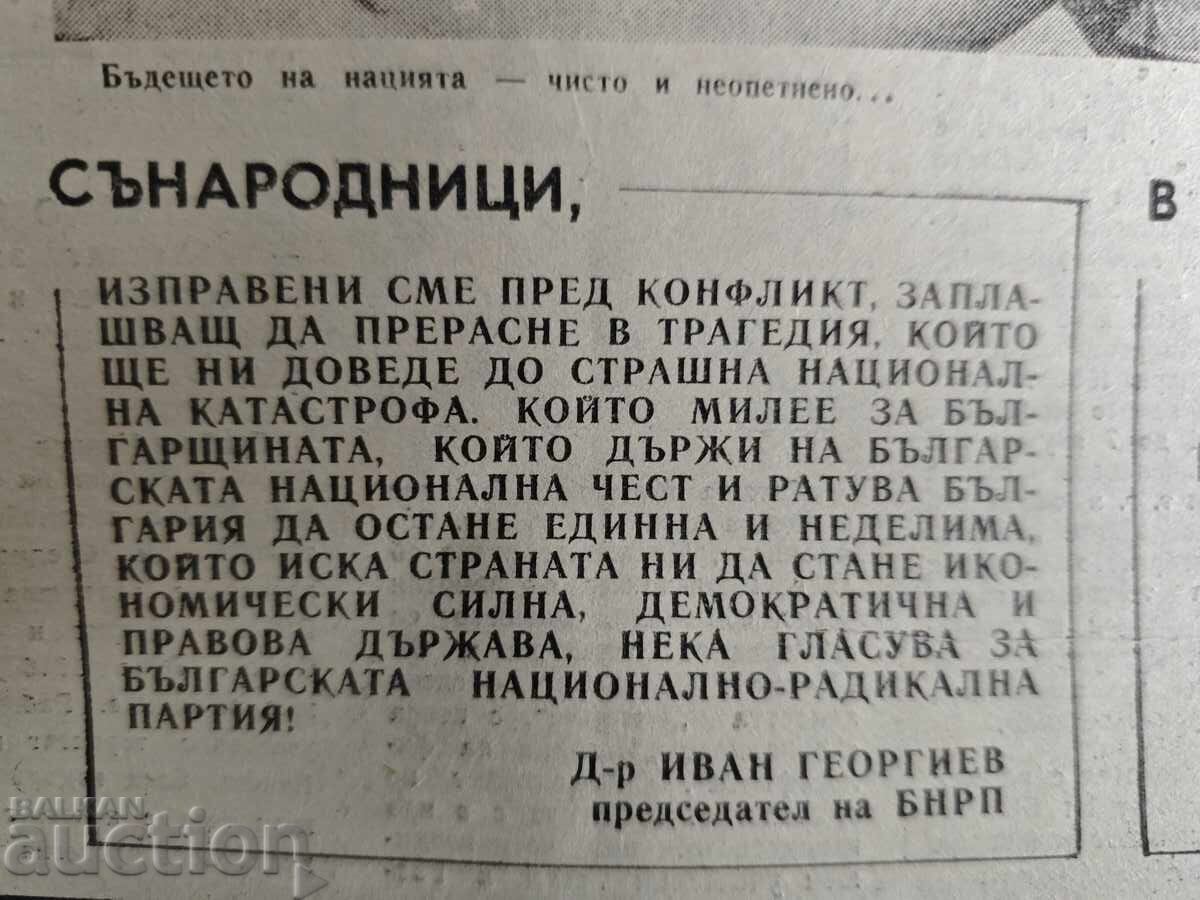 Бъдещето на нацията — чисто и неопетнено...
СЪНАРОДНИЦИ,
В
ИЗПРАВЕНИ СМЕ ПРЕД КОНФЛИКТ, ЗАПЛА-
ШВАЩ ДА ПРЕРАСНЕ В ТРАГЕДИЯ, КОЙТО
ЩЕ НИ ДОВЕДЕ ДО СТРАШНА НАЦИОНАЛ-
НА КАТАСТРОФА. КОЙТО МИЛЕЕ ЗА БЪЛ-
ГАРЩИНАТА, КОЙТО ДЪРЖИ НА БЪЛГАР-
СКАТА НАЦИОНАЛНА ЧЕСТ И РАТУВА БЪЛ-
ГАРИЯ ДА ОСТАНЕ ЕДИННА И НЕДЕЛИМА,
КОЙТО ИСКА СТРАНАТА НИ ДА СТАНЕ ИКО-
НОМИЧЕСКИ СИЛНА, ДЕМОКРАТИЧНА И
ПРАВОВА ДЪРЖАВА, НЕКА ГЛАСУВА ЗА
БЪЛГАРСКАТА НАЦИОНАЛНО-РАДИКАЛНА
ПАРТИЯ!
Д-р ИВАН ГЕОРГИЕВ
председател на БНРП
BALKAN
auction